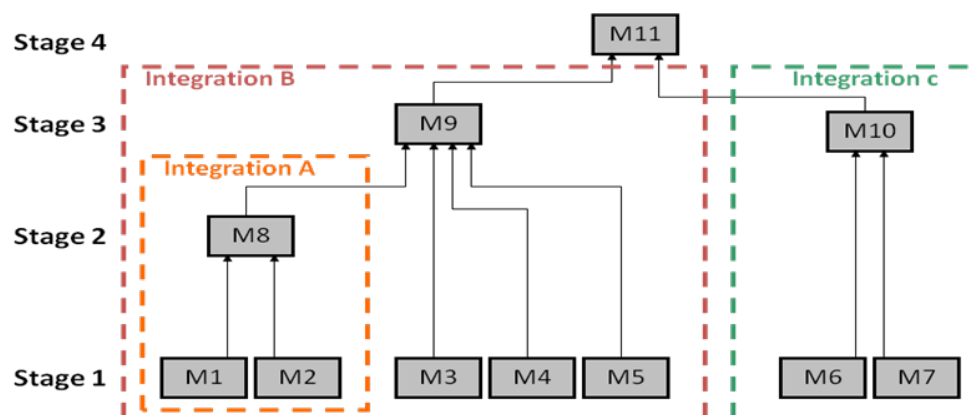 Stage 4
M11
Integration B
Integration c
Stage 3
M9
M10
Integration A
Stage 2
M8
Stage 1
M1
M2
M3
M4
M5
M6
M7